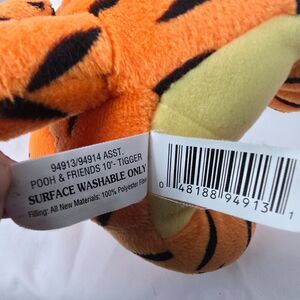 94913/94914 ASST.
POOH & FRIENDS 10"- TIGGER
SURFACE WASHABLE ONLY
Filling: All New Materials: 100% Polyester Fiber
0 48188 94913 1